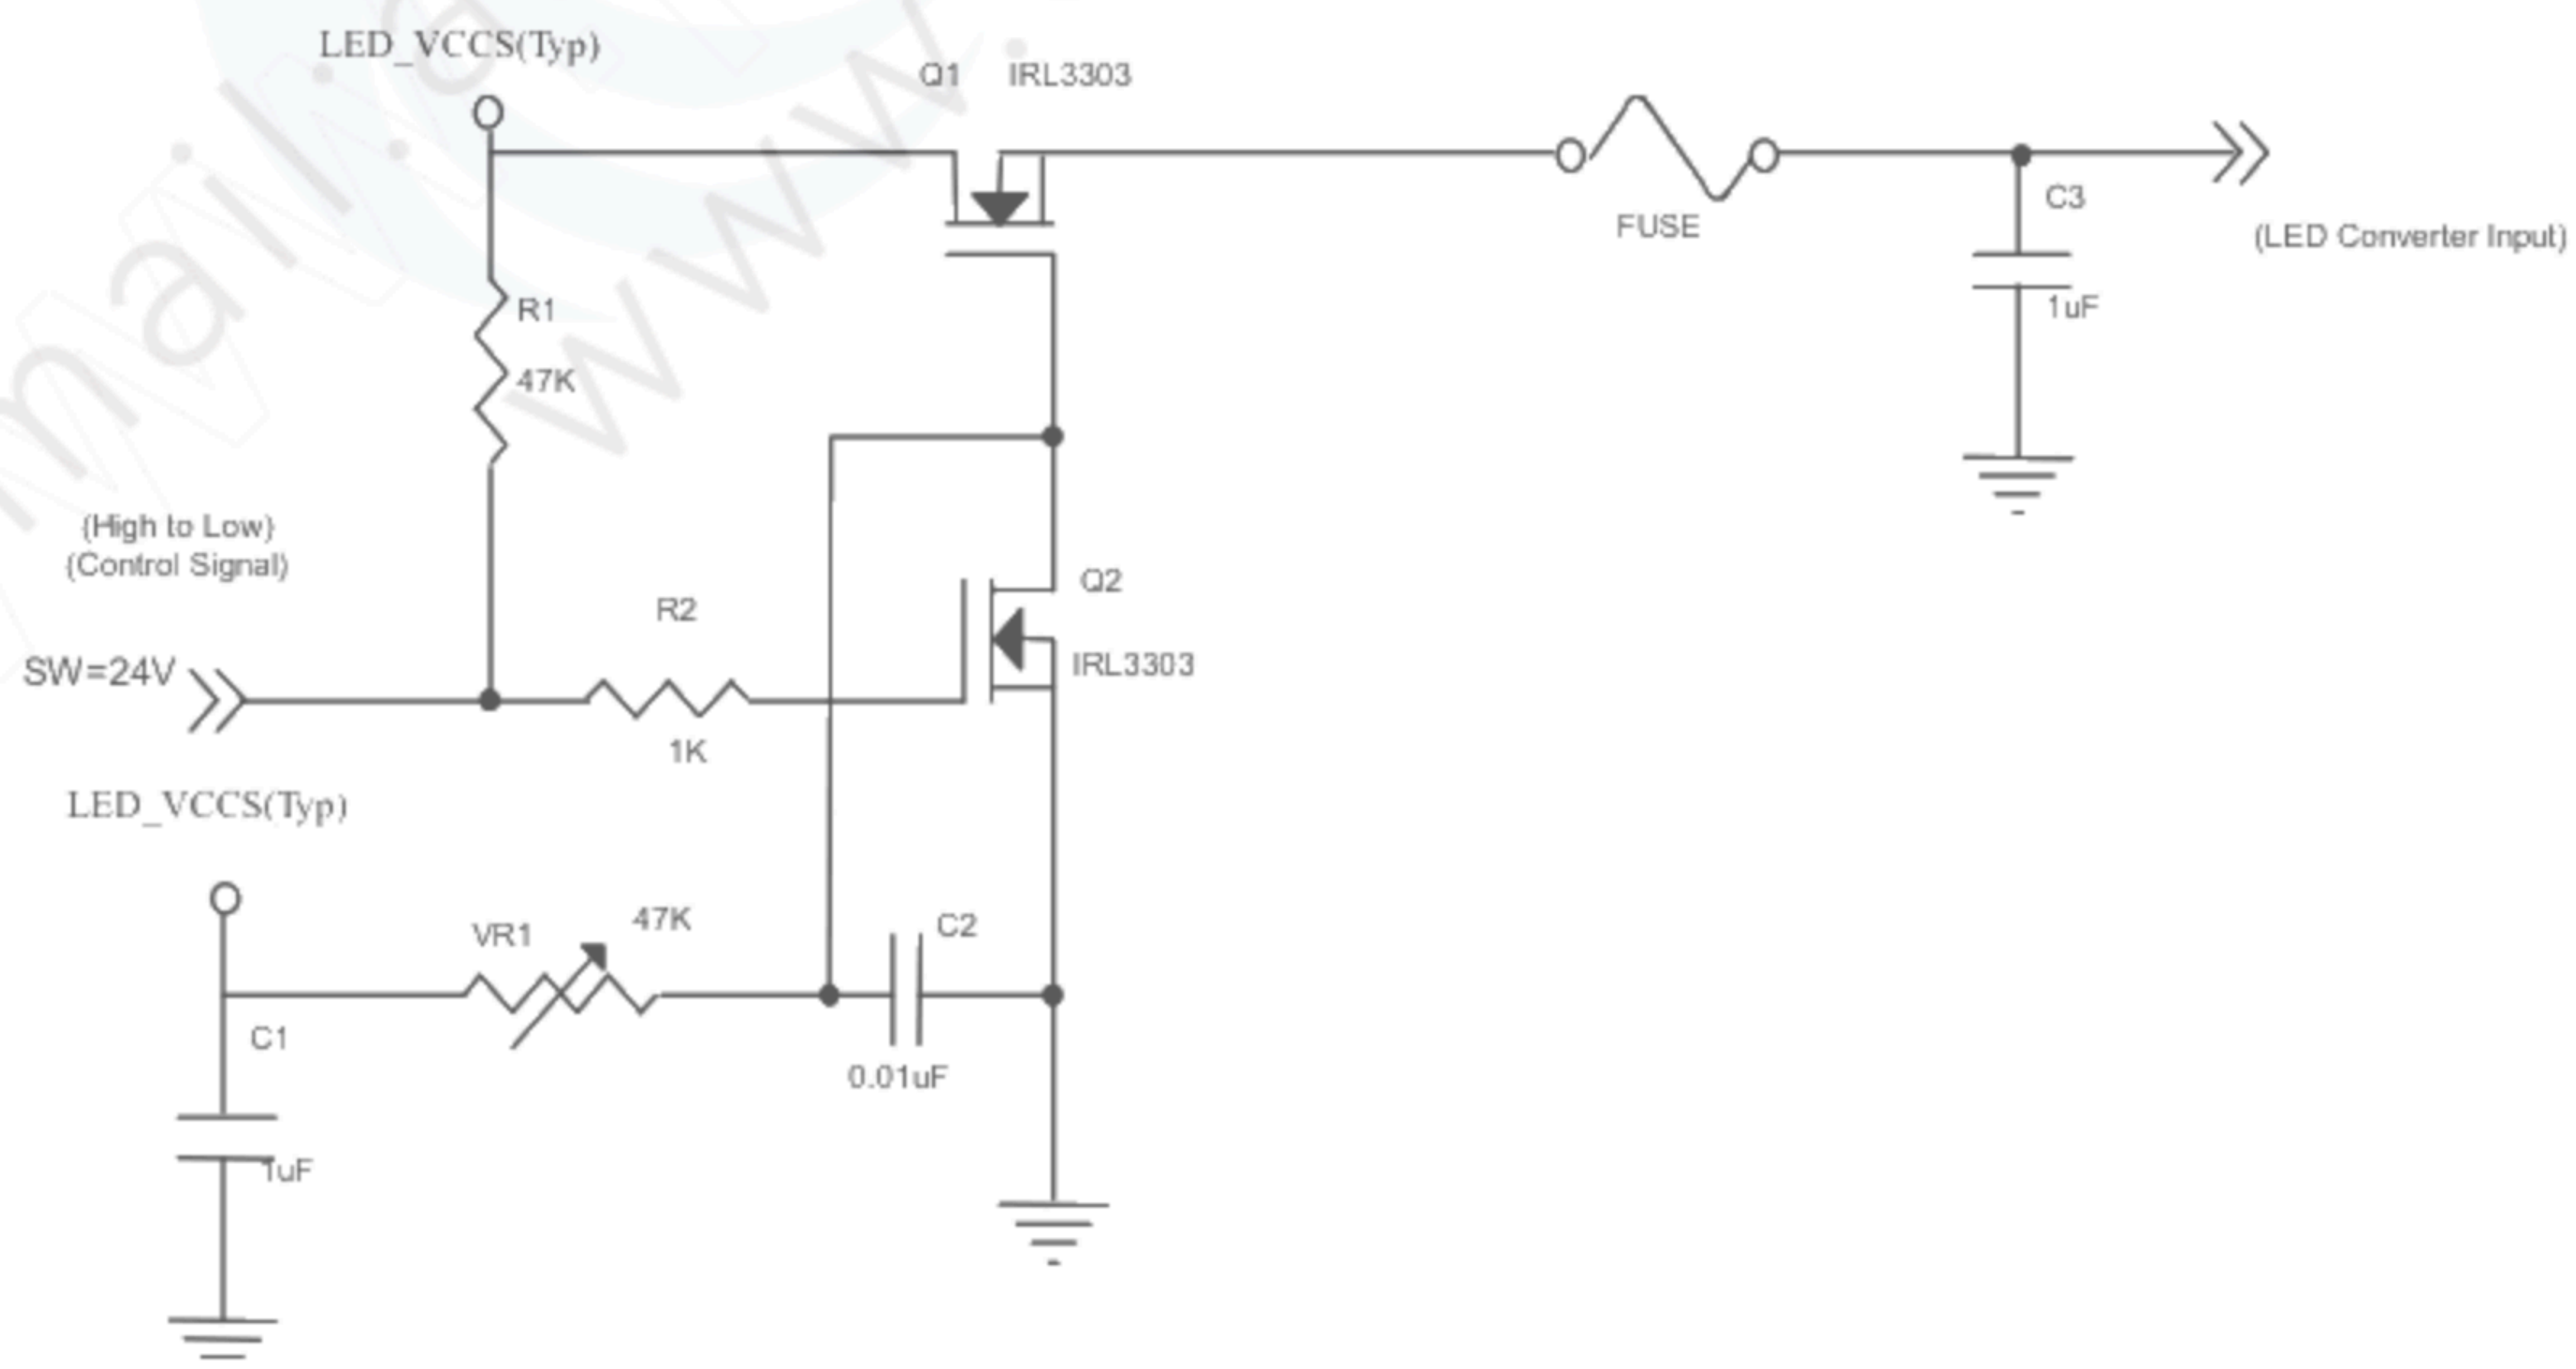 LED_VCCS(Typ)
Q1 IRL3303
C3
FUSE
(LED Converter Input)
1uF
R1
47K
(High to Low)
(Control Signal)
Q2
R2
IRL3303
SW=24V
1K
LED_VCCS(Typ)
VR1
47K
C2
C1
0.01uF
1uF
www.